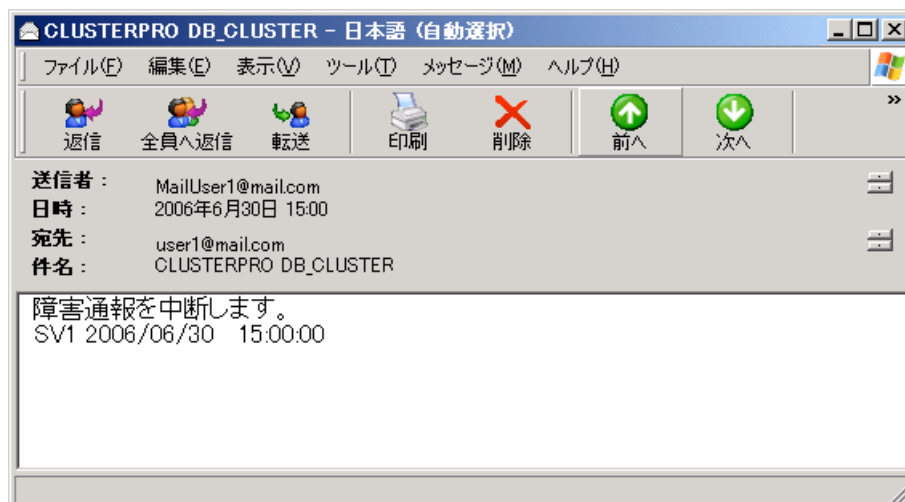 CLUSTERPRO DB_CLUSTER - 日本語 (自動選択)
ファイル(F) 編集(E) 表示(V) ツール(T) メッセージ(M) ヘルプ(H)
返信 全員へ返信 転送 印刷 削除 前へ 次へ
送信者: MailUser1@mail.com
日時: 2006年6月30日 15:00
宛先: user1@mail.com
件名: CLUSTERPRO DB_CLUSTER
障害通報を中断します。
SV1 2006/06/30 15:00:00